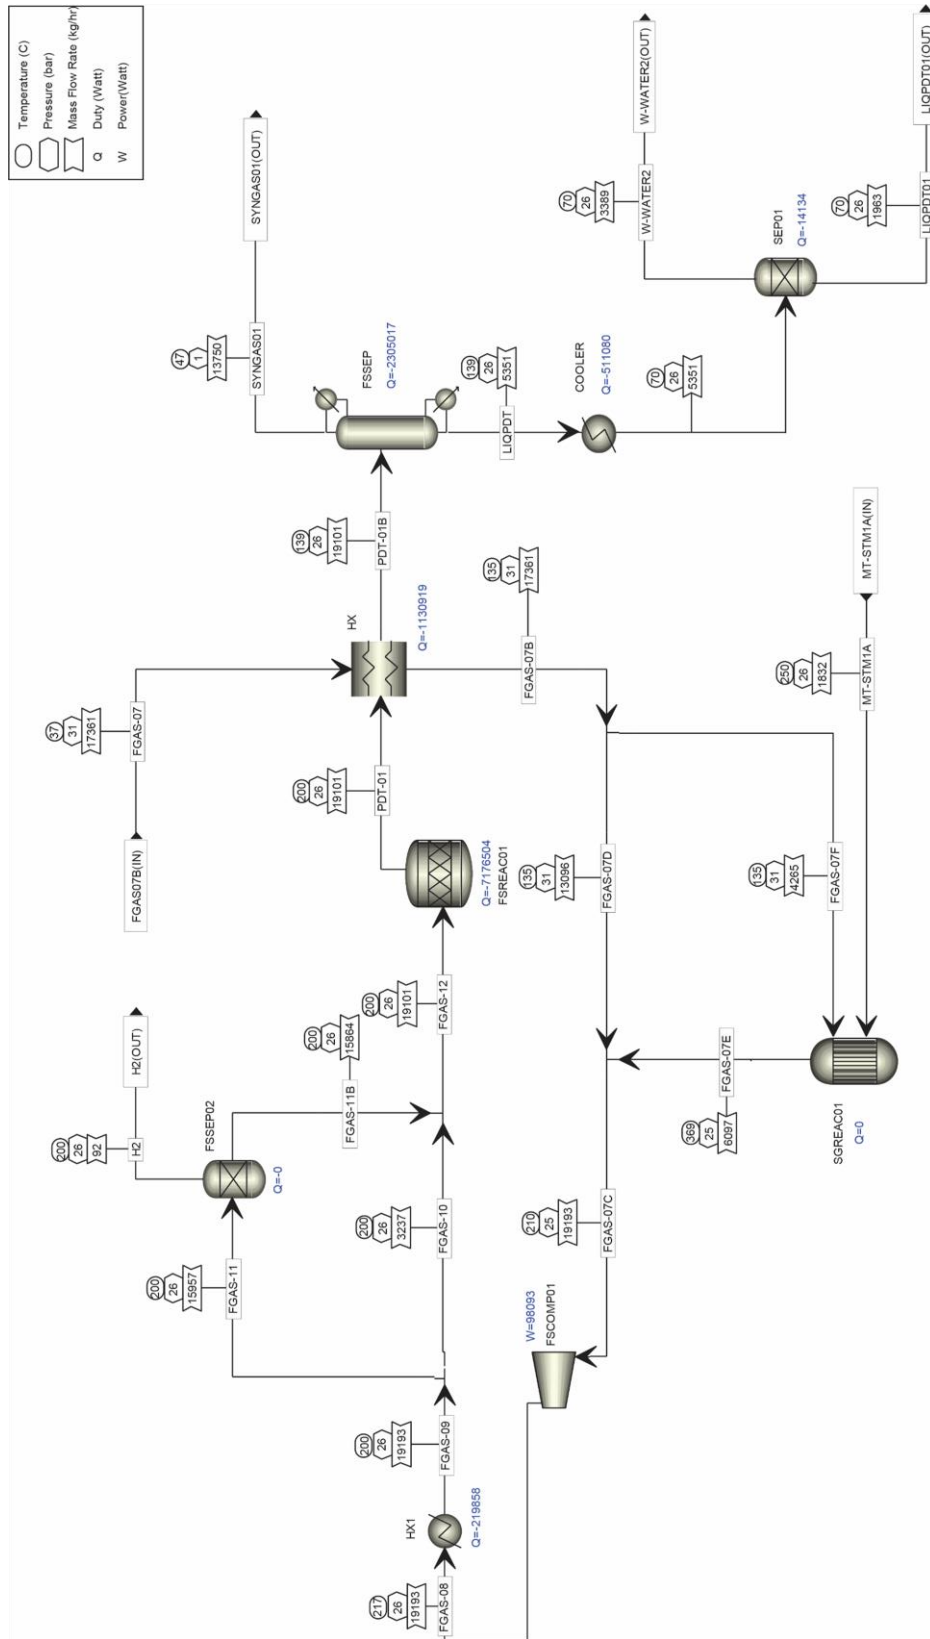 Temperature (C)
Pressure (bar)
Mass Flow Rate (kg/hr)
Q Duty (Watt)
W Power(Watt)
217
26
19193
FGAS-08
HX1
Q=-219858
200
26
19193
FGAS-09
200
26
15957
FGAS-11
200
26
92
H2
H2(OUT)
FSSEP02
Q=-0
200
26
15864
FGAS-11B
200
26
3237
FGAS-10
200
26
19101
FGAS-12
Q=-7176504
FSREAC01
200
26
19101
PDT-01
FGAS07B(IN)
37
31
17361
FGAS-07
HX
Q=-1130919
139
26
19101
PDT-01B
47
1
13750
SYNGAS01
SYNGAS01(OUT)
FSSEP
Q=-2305017
139
26
5351
LIQPDT
COOLER
Q=-511080
70
26
5351
SEP01
Q=-14134
70
26
3389
W-WATER2
W-WATER2(OUT)
70
26
1963
LIQPDT01
LIQPDT01(OUT)
135
31
17361
FGAS-07B
135
31
13096
FGAS-07D
135
31
4265
FGAS-07F
MT-STM1A(IN)
250
26
1832
MT-STM1A
SGREAC01
Q=0
369
25
6097
FGAS-07E
210
25
19193
FGAS-07C
W=98093
FSCOMP01